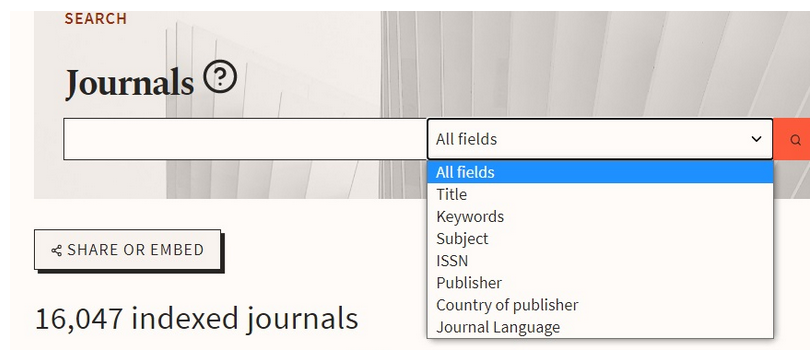 SEARCH
Journals ?
All fields
All fields
Title
Keywords
Subject
ISSN
Publisher
Country of publisher
Journal Language
SHARE OR EMBED
16,047 indexed journals